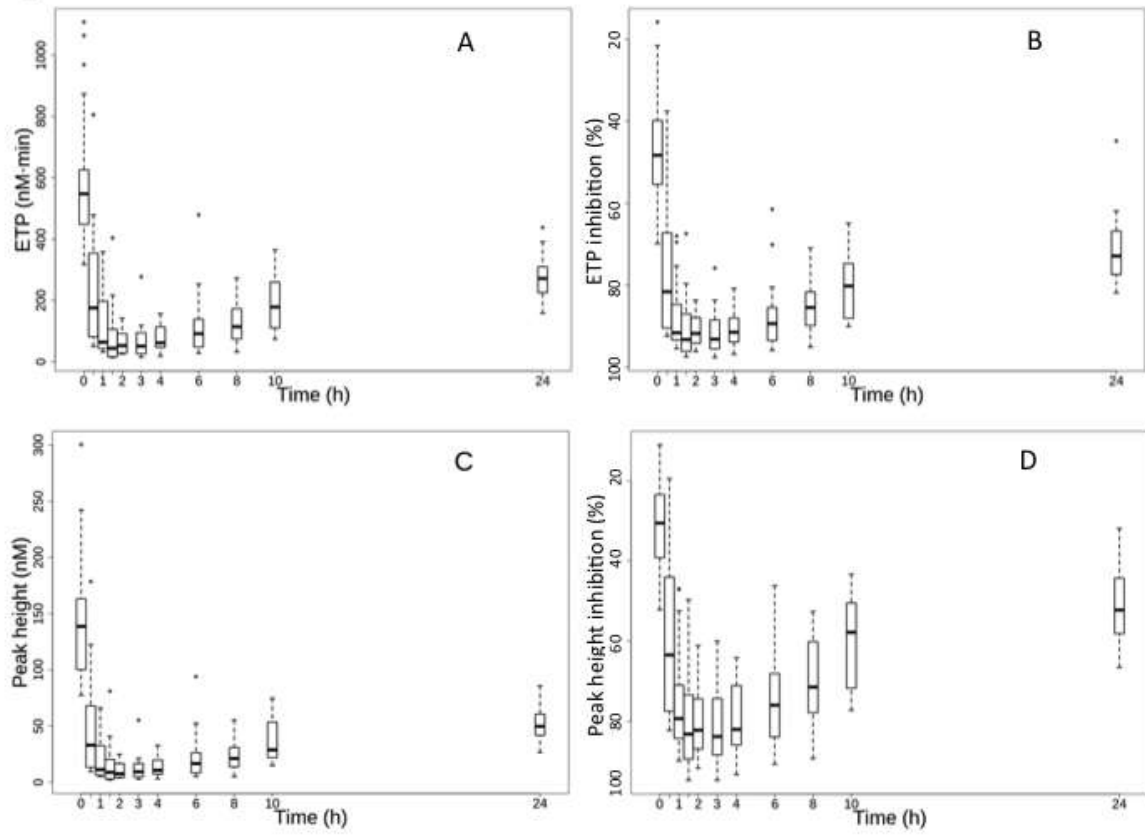 A
ETP (nM-min)
0 200 400 600 800 1000
0 1 2 3 4 6 8 10 24
Time (h)
B
ETP inhibition (%)
20 40 60 80 100
0 1 2 3 4 6 8 10 24
Time (h)
C
Peak height (nM)
0 50 100 150 200 250 300
0 1 2 3 4 6 8 10 24
Time (h)
D
Peak height inhibition (%)
20 40 60 80 100
0 1 2 3 4 6 8 10 24
Time (h)